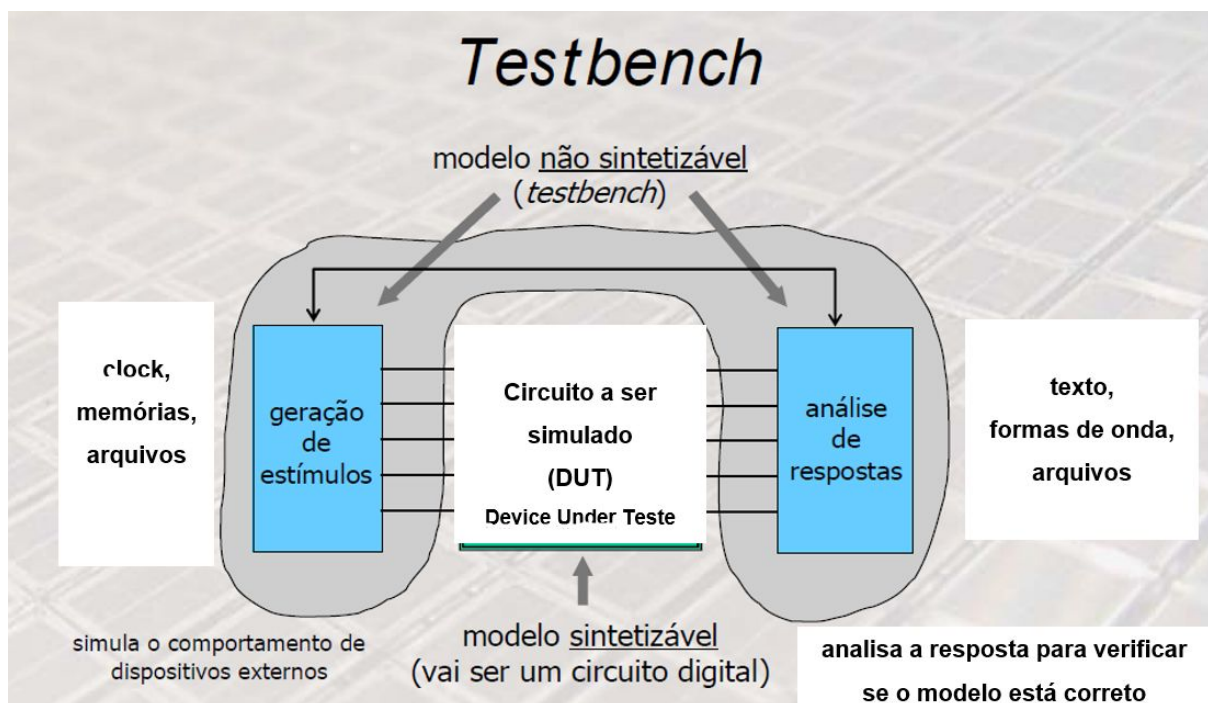 Testbench
modelo não sintetizável
(testbench)
clock,
memórias,
arquivos
geração
de
estímulos
Circuito a ser
simulado
(DUT)
Device Under Teste
análise
de
respostas
texto,
formas de onda,
arquivos
simula o comportamento de
dispositivos externos
modelo sintetizável
(vai ser um circuito digital)
analisa a resposta para verificar
se o modelo está correto